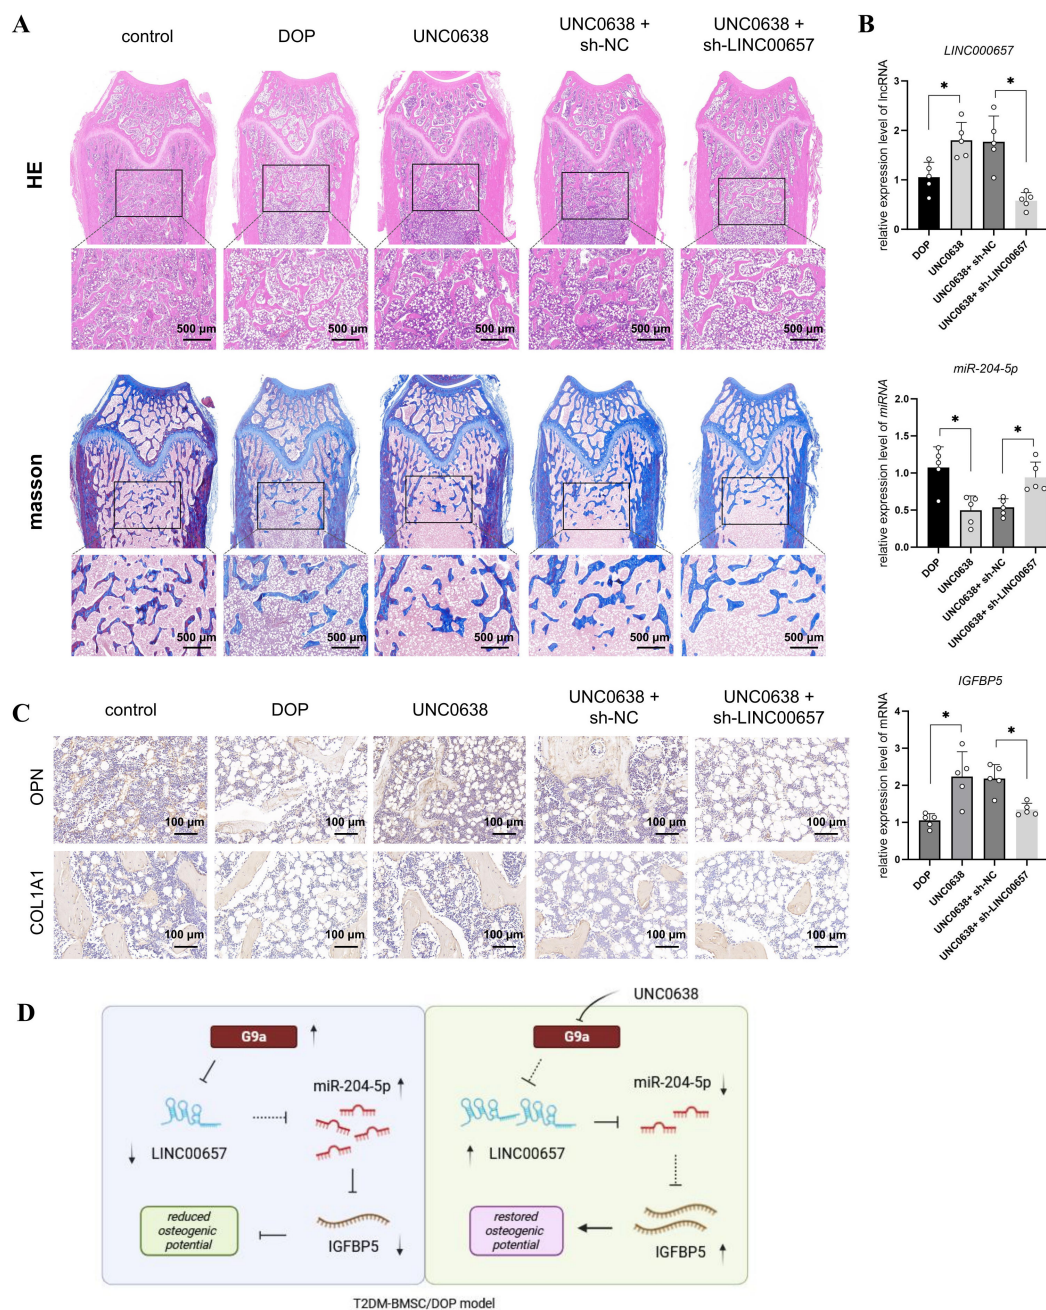 A
control
DOP
UNC0638
UNC0638 +
sh-NC
UNC0638 +
sh-LINC00657
HE
500 µm
500 µm
500 µm
500 µm
500 µm
masson
500 µm
500 µm
500 µm
500 µm
500 µm
B
LINC000657
relative expression level of lncRNA
3
2
1
0
*
*
DOP
UNC0638
UNC0638+ sh-NC
UNC0638+ sh-LINC00657
miR-204-5p
relative expression level of miRNA
2.0
1.5
1.0
0.5
0.0
*
*
DOP
UNC0638
UNC0638+ sh-NC
UNC0638+ sh-LINC00657
IGFBP5
relative expression level of mRNA
4
3
2
1
0
*
*
DOP
UNC0638
UNC0638+ sh-NC
UNC0638+ sh-LINC00657
C
control
DOP
UNC0638
UNC0638 +
sh-NC
UNC0638 +
sh-LINC00657
OPN
100 µm
100 µm
100 µm
100 µm
100 µm
COL1A1
100 µm
100 µm
100 µm
100 µm
100 µm
D
G9a
miR-204-5p
LINC00657
reduced
osteogenic
potential
IGFBP5
UNC0638
G9a
miR-204-5p
LINC00657
restored
osteogenic
potential
IGFBP5
T2DM-BMSC/DOP model